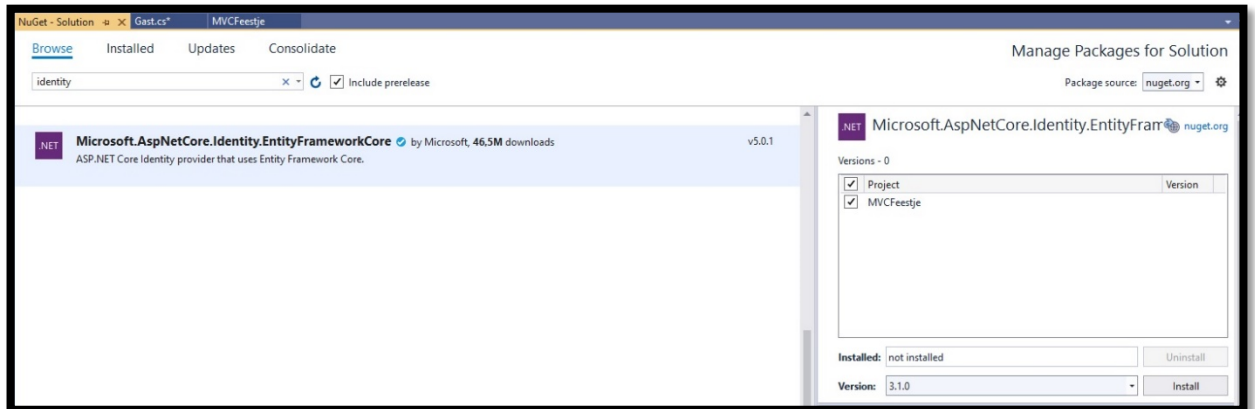 NuGet - Solution Gast.cs* MVCFeestje
Browse Installed Updates Consolidate
Manage Packages for Solution
identity
Include prerelease
Package source: nuget.org
.NET
Microsoft.AspNetCore.Identity.EntityFrameworkCore by Microsoft, 46,5M downloads
v5.0.1
ASP.NET Core Identity provider that uses Entity Framework Core.
.NET
Microsoft.AspNetCore.Identity.EntityFram
nuget.org
Versions - 0
Project Version
MVCFeestje
Installed: not installed
Uninstall
Version: 3.1.0
Install